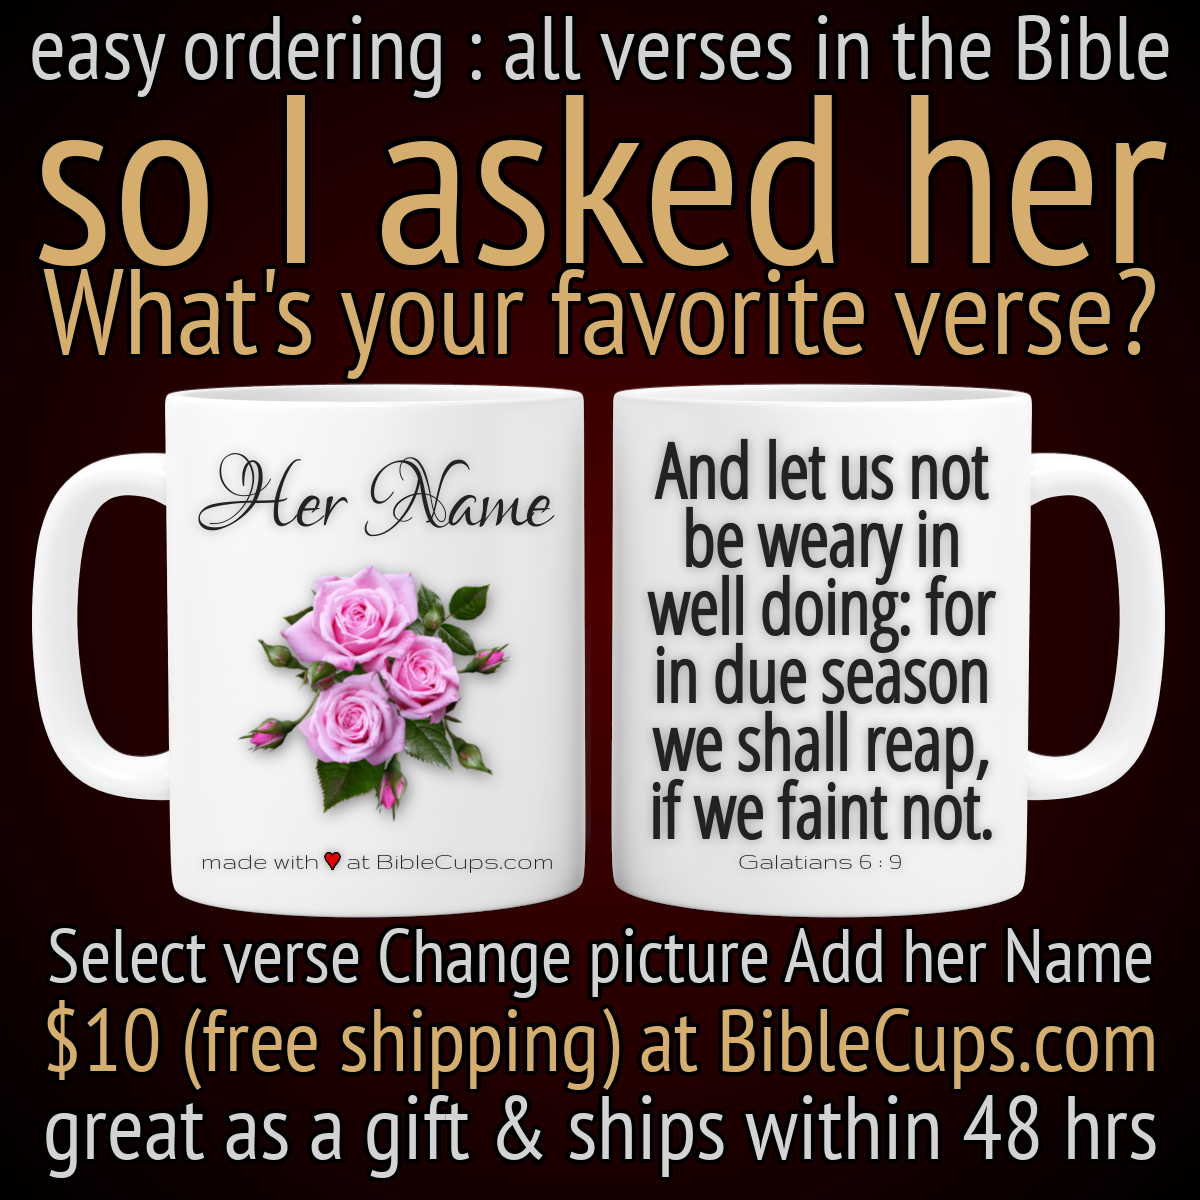 easy ordering : all verses in the Bible
so I asked her
What's your favorite verse?
Her Name
made with ♥ at BibleCups.com
And let us not
be weary in
well doing: for
in due season
we shall reap,
if we faint not.
Galatians 6 : 9
Select verse Change picture Add her Name
$10 (free shipping) at BibleCups.com
great as a gift & ships within 48 hrs